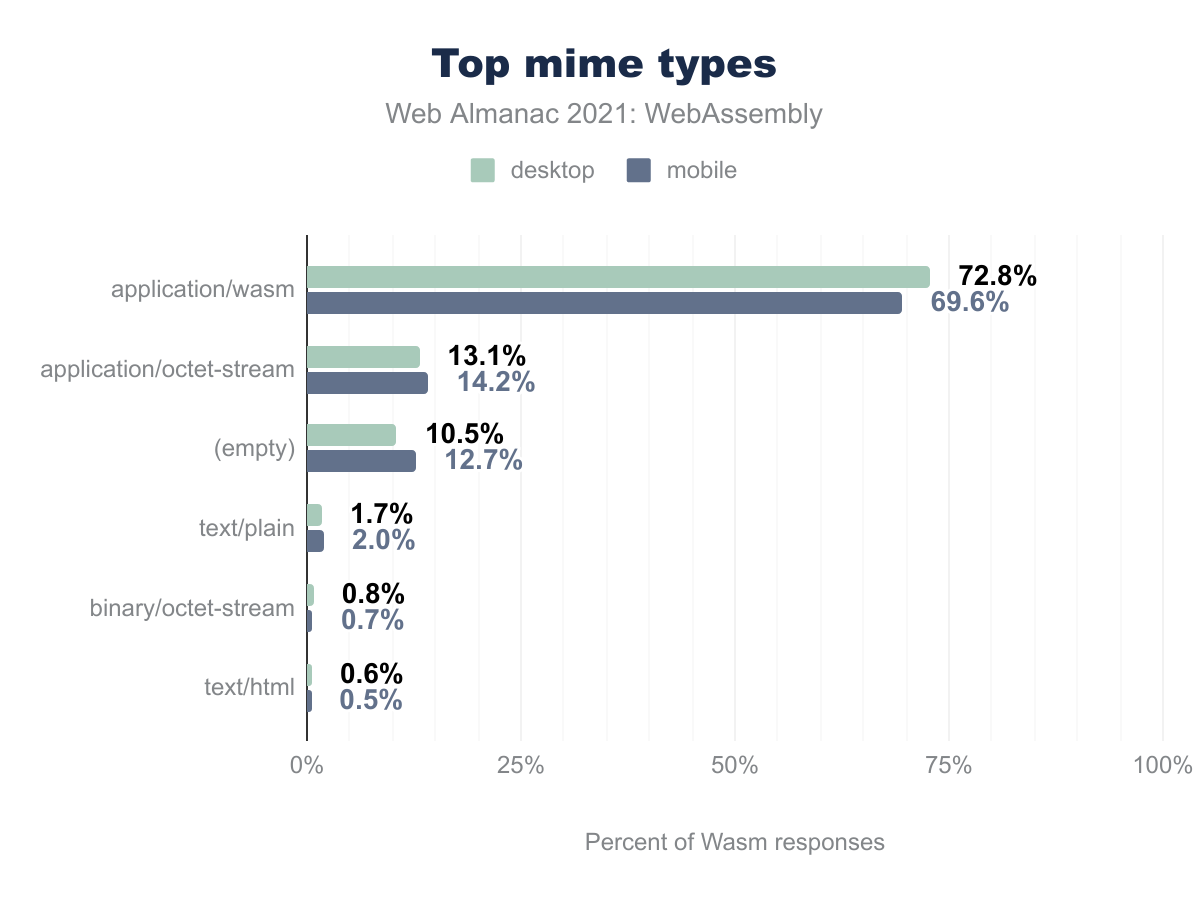 Top mime types
Web Almanac 2021: WebAssembly
desktop mobile
application/wasm
72.8%
69.6%
application/octet-stream
13.1%
14.2%
(empty)
10.5%
12.7%
text/plain
1.7%
2.0%
binary/octet-stream
0.8%
0.7%
text/html
0.6%
0.5%
0% 25% 50% 75% 100%
Percent of Wasm responses